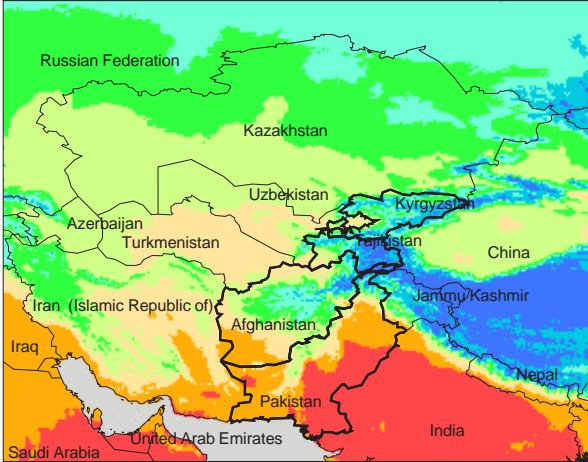 Russian Federation
Kazakhstan
Uzbekistan
Kyrgyzstan
Azerbaijan
Turkmenistan
Tajikistan
China
Iran (Islamic Republic of)
Jammu Kashmir
Afghanistan
Iraq
Nepal
Pakistan
United Arab Emirates
India
Saudi Arabia